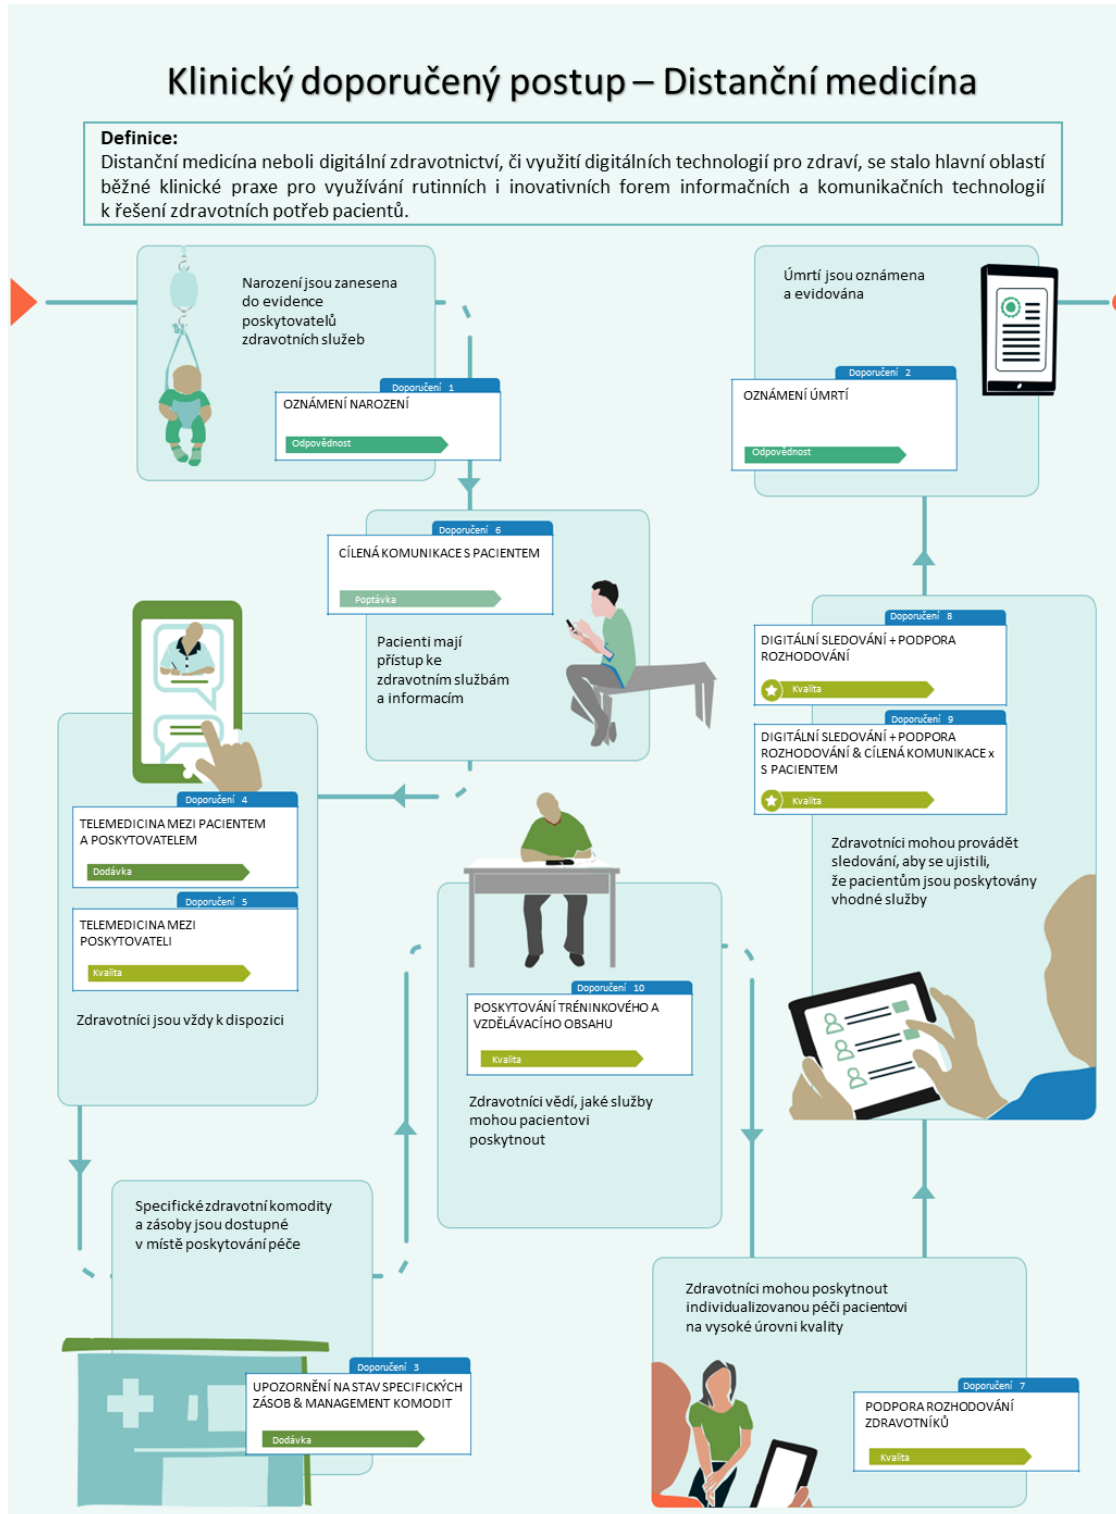 Klinický doporučený postup – Distanční medicína
Definice:
Distanční medicína neboli digitální zdravotnictví, či využití digitálních technologií pro zdraví, se stalo hlavní oblastí
běžné klinické praxe pro využívání rutinních i inovativních forem informačních a komunikačních technologií
k řešení zdravotních potřeb pacientů.
Narození jsou zanesena
do evidence
poskytovatelů
zdravotních služeb
Doporučení 1
OZNÁMENÍ NAROZENÍ
Odpovědnost
Úmrtí jsou oznámena
a evidována
Doporučení 2
OZNÁMENÍ ÚMRTÍ
Odpovědnost
Doporučení 6
CÍLENÁ KOMUNIKACE S PACIENTEM
Poptávka
Pacienti mají
přístup ke
zdravotním službám
a informacím
Doporučení 8
DIGITÁLNÍ SLEDOVÁNÍ + PODPORA
ROZHODOVÁNÍ
Kvalita
Doporučení 9
DIGITÁLNÍ SLEDOVÁNÍ + PODPORA
ROZHODOVÁNÍ & CÍLENÁ KOMUNIKACE x
S PACIENTEM
Kvalita
Zdravotníci mohou provádět
sledování, aby se ujistili,
že pacientům jsou poskytovány
vhodné služby
Doporučení 4
TELEMEDICINA MEZI PACIENTEM
A POSKYTOVATELEM
Dodávka
Doporučení 5
TELEMEDICINA MEZI
POSKYTOVATELI
Kvalita
Zdravotníci jsou vždy k dispozici
Doporučení 10
POSKYTOVÁNÍ TRÉNINKOVÉHO A
VZDĚLÁVACÍHO OBSAHU
Kvalita
Zdravotníci vědí, jaké služby
mohou pacientovi
poskytnout
Specifické zdravotní komodity
a zásoby jsou dostupné
v místě poskytování péče
Doporučení 3
UPOZORNĚNÍ NA STAV SPECIFICKÝCH
ZÁSOB & MANAGEMENT KOMODIT
Dodávka
Zdravotníci mohou poskytnout
individualizovanou péči pacientovi
na vysoké úrovni kvality
Doporučení 7
PODPORA ROZHODOVÁNÍ
ZDRAVOTNÍKŮ
Kvalita